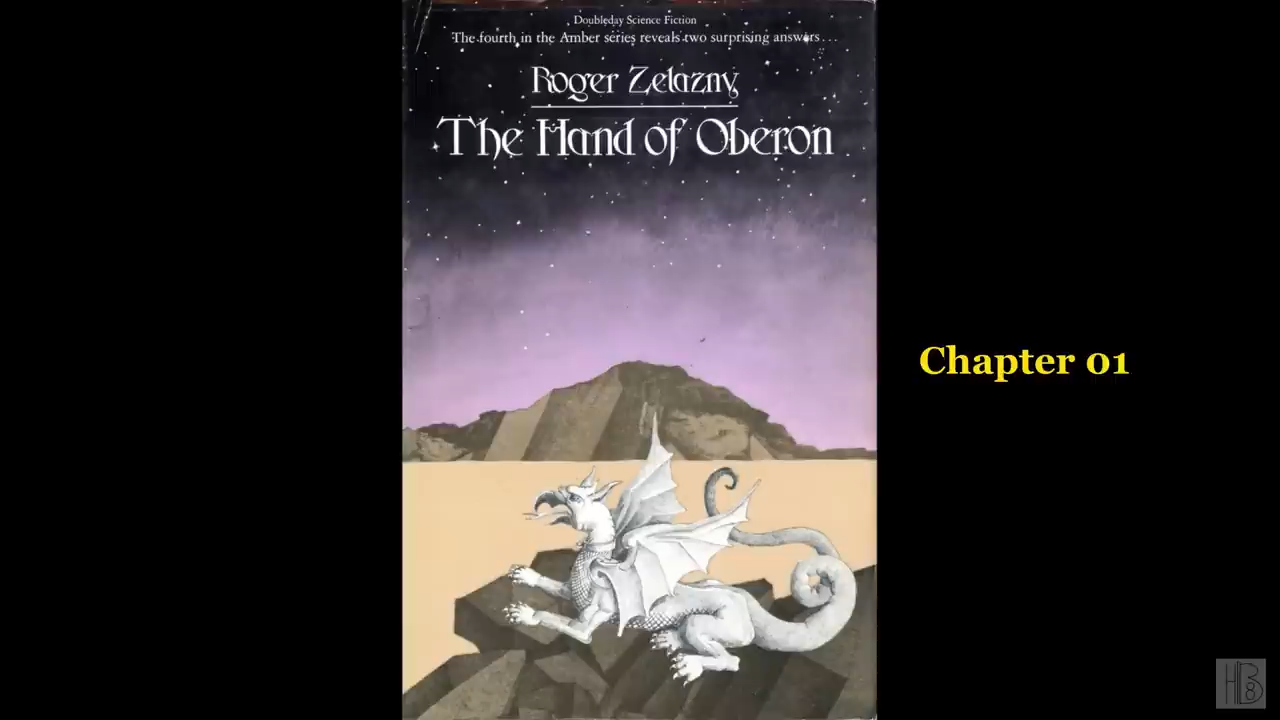 Doubleday Science Fiction
The fourth in the Amber series reveals two surprising answers...
Roger Zelazny
The Hand of Oberon
Chapter 01